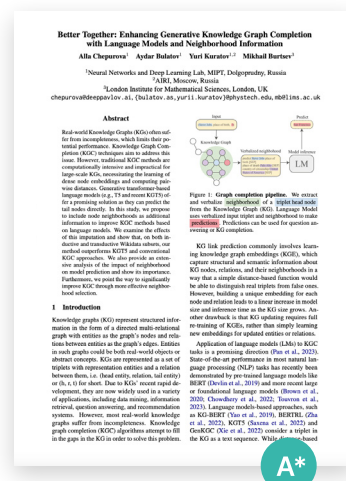 Better Together: Enhancing Generative Knowledge Graph Completion
with Language Models and Neighborhood Information
Alla Chepurova¹ Aydar Bulatov¹ Yuri Kuratov¹,² Mikhail Burtsev³
¹Neural Networks and Deep Learning Lab, MIPT, Dolgoprudny, Russia
²AIRI, Moscow, Russia
³London Institute for Mathematical Sciences, London, UK
chepurova@deeppavlov.ai, {bulatov.as,yurii.kuratov}@phystech.edu, mb@lims.ac.uk
Abstract
Real-world Knowledge Graphs (KGs) often suf-
fer from incompleteness, which limits their po-
tential performance. Knowledge Graph Com-
pletion (KGC) techniques aim to address this
issue. However, traditional KGC methods are
computationally intensive and impractical for
large-scale KGs, necessitating the learning of
dense node embeddings and computing pair-
wise distances. Generative transformer-based
language models (e.g., T5 and recent KGT5) of-
fer a promising solution as they can predict the
tail nodes directly. In this study, we propose
to include node neighborhoods as additional
information to improve KGC methods based
on language models. We examine the effects
of this imputation and show that, on both in-
ductive and transductive Wikidata subsets, our
method outperforms KGT5 and conventional
KGC approaches. We also provide an exten-
sive analysis of the impact of neighborhood
on model prediction and show its importance.
Furthermore, we point the way to significantly
improve KGC through more effective neighbor-
hood selection.
1 Introduction
Knowledge graphs (KG) represent structured infor-
mation in the form of a directed multi-relational
graph with entities as the graph's nodes and rela-
tions between entities as the graph's edges. Entities
in such graphs could be both real-world objects or
abstract concepts. KGs are represented as a set of
triplets with representation entities and a relation
between them, i.e. (head entity, relation, tail entity)
or (h, r, t) for short. Due to KGs' recent rapid de-
velopment, they are now widely used in a variety
of applications, including data mining, information
retrieval, question answering, and recommendation
systems. However, most real-world knowledge
graphs suffer from incompleteness. Knowledge
graph completion (KGC) algorithms attempt to fill
in the gaps in the KG in order to solve this problem.
Input
Predict
Knowledge Graph
Verbalized neighborhood
Model inference
LM
Figure 1: Graph completion pipeline. We extract
and verbalize neighborhood of a triplet head node
from the Knowledge Graph (KG). Language Model
uses verbalized input triplet and neighborhood to make
predictions. Predictions can be used for question an-
swering or KG completion.
KG link prediction commonly involves learn-
ing knowledge graph embeddings (KGE), which
capture structural and semantic information about
KG nodes, relations, and their neighborhoods in a
way that a simple distance-based function would
be able to distinguish real triplets from false ones.
However, building a unique embedding for each
node and relation leads to a linear increase in model
size and inference time as the KG size grows. An-
other drawback is that KG updating requires full
re-training of KGEs, rather than simply learning
new embeddings for updated entities or relations.
Application of language models (LMs) to KGC
tasks is a promising direction (Pan et al., 2023).
State-of-the-art performance in most natural lan-
guage processing (NLP) tasks has recently been
demonstrated by pre-trained language models like
BERT (Devlin et al., 2019) and more recent large
or foundational language models (Brown et al.,
2020; Chowdhery et al., 2022; Touvron et al.,
2023). Language models-based approaches, such
as KG-BERT (Yao et al., 2019), BERTRL (Zha
et al., 2022), KGT5 (Saxena et al., 2022) and
GenKGC (Xie et al., 2022) consider a triplet in
the KG as a text sequence. While distance-based
A*